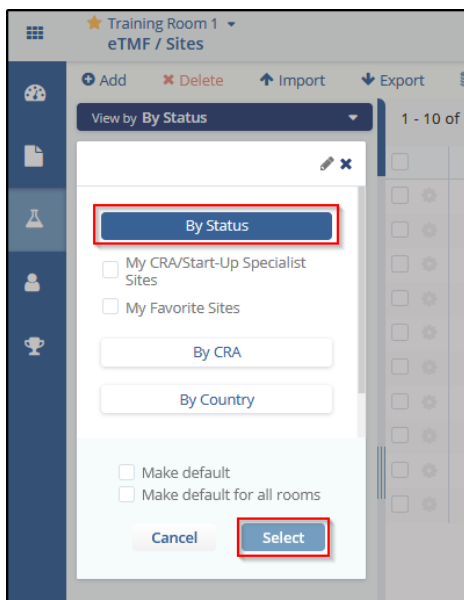 Training Room 1
eTMF / Sites
Add Delete Import Export
View by By Status
1 - 10 of
By Status
My CRA/Start-Up Specialist
Sites
My Favorite Sites
By CRA
By Country
Make default
Make default for all rooms
Cancel Select